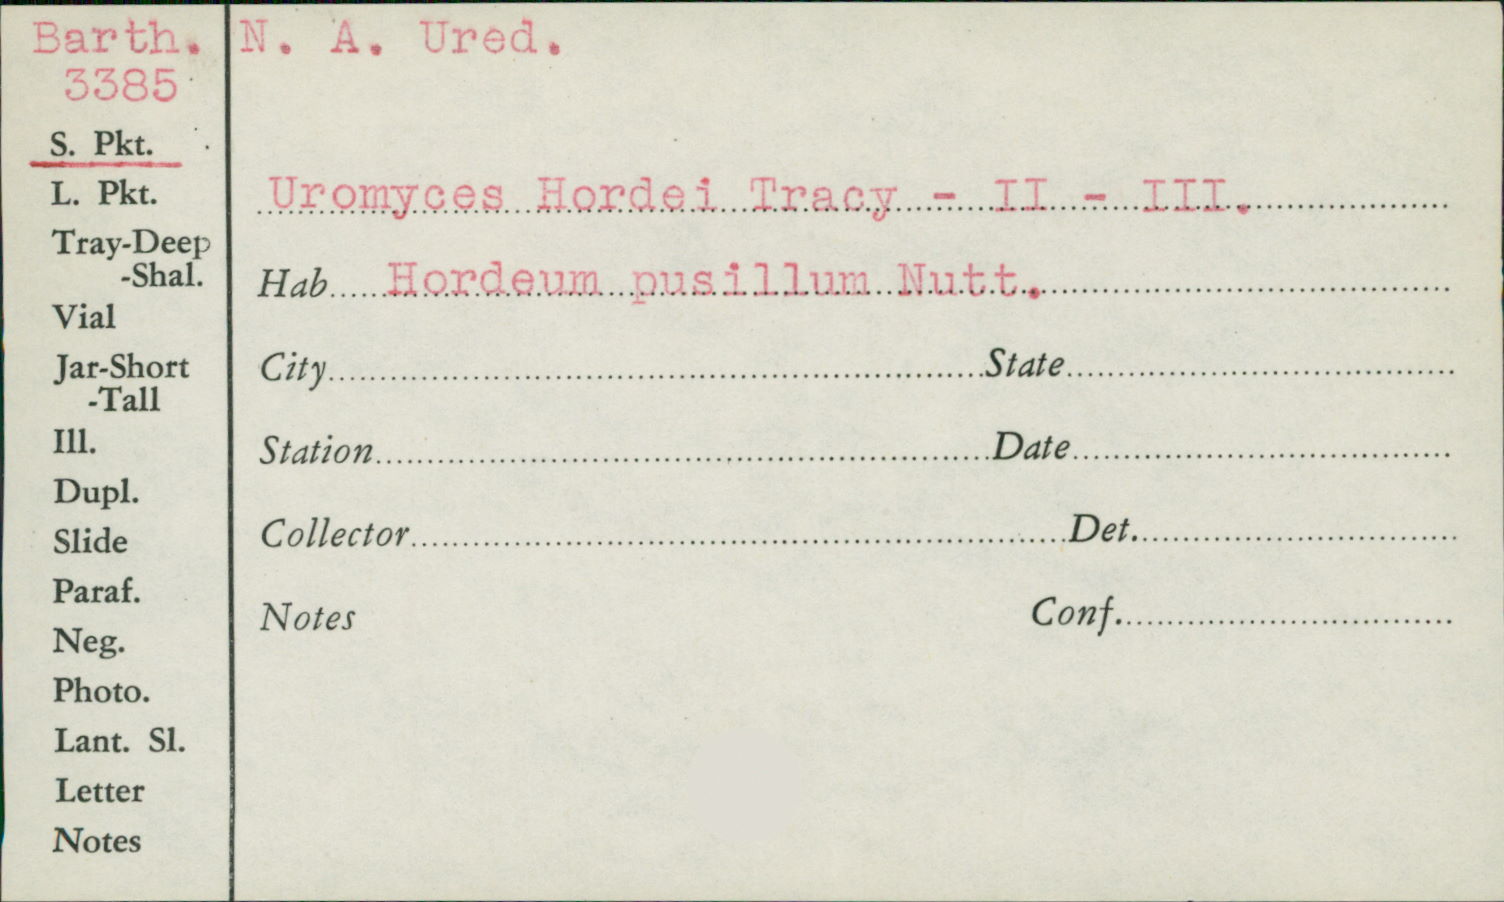 Barth. N. A. Ured.
3385
S. Pkt.
L. Pkt.
Tray-Deep
-Shal.
Vial
Jar-Short
-Tall
Ill.
Dupl.
Slide
Paraf.
Neg.
Photo.
Lant. Sl.
Letter
Notes
Uromyces Hordei Tracy - II - III.
Hab. Hordeum pusillum Nutt.
City State
Station Date
Collector Det.
Notes Conf.